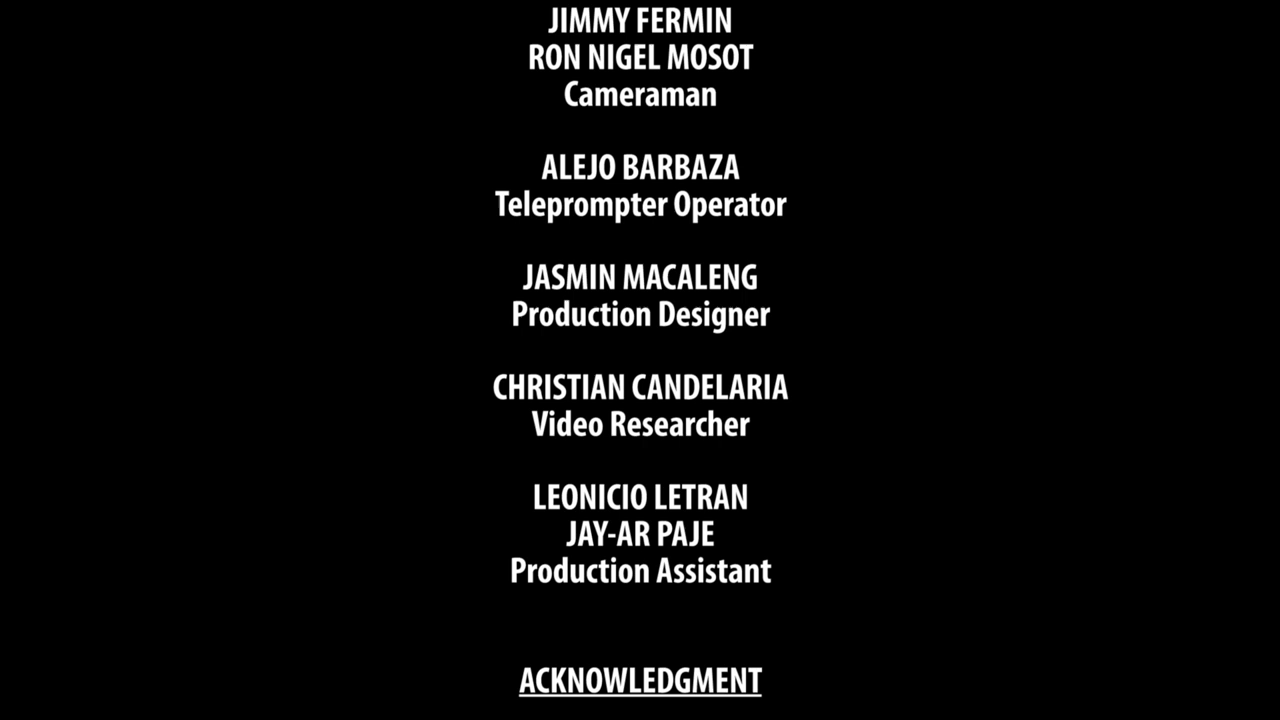 JIMMY FERMIN
RON NIGEL MOSOT
Cameraman
ALEJO BARBAZA
Teleprompter Operator
JASMIN MACALENG
Production Designer
CHRISTIAN CANDELARIA
Video Researcher
LEONICIO LETRAN
JAY-AR PAJE
Production Assistant
ACKNOWLEDGMENT